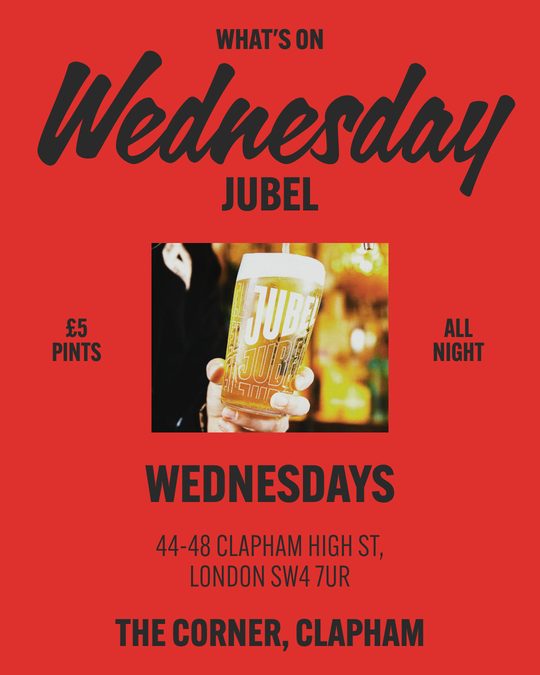 WHAT'S ON
Wednesday
JUBEL
JUBEL
JUBEL
£5
PINTS
ALL
NIGHT
WEDNESDAYS
44-48 CLAPHAM HIGH ST,
LONDON SW4 7UR
THE CORNER, CLAPHAM